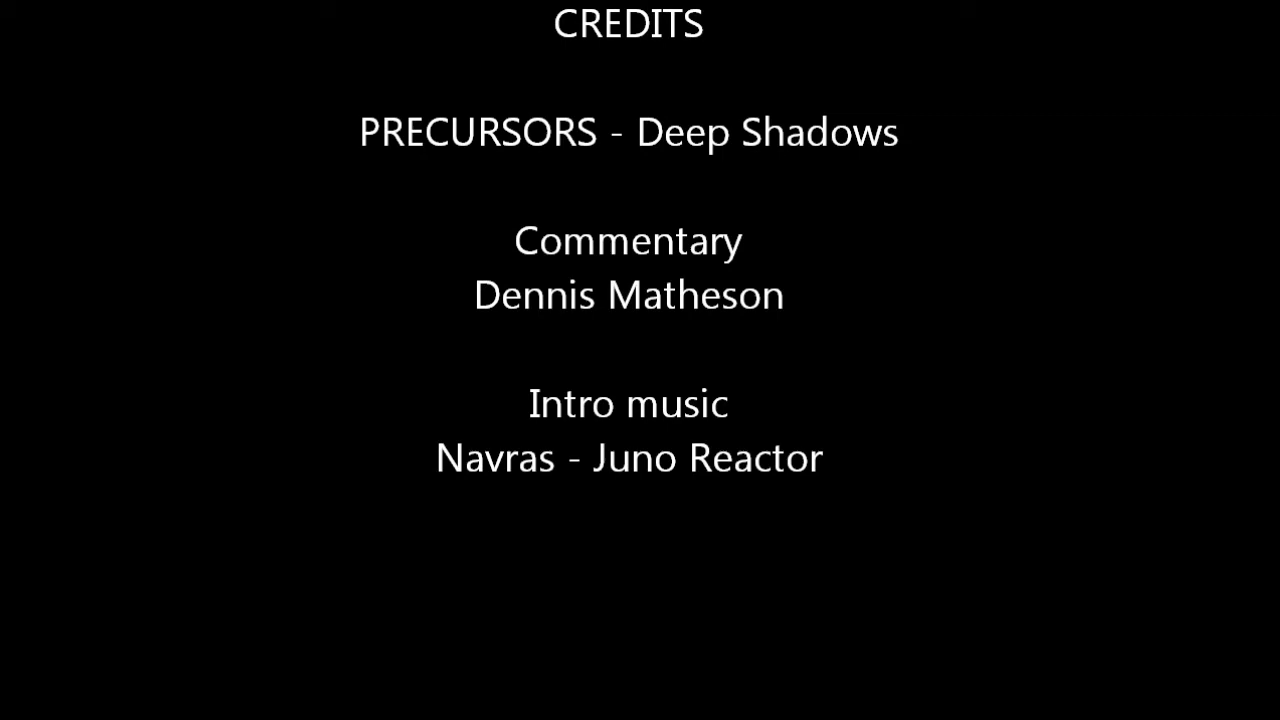 CREDITS
PRECURSORS - Deep Shadows
Commentary
Dennis Matheson
Intro music
Navras - Juno Reactor